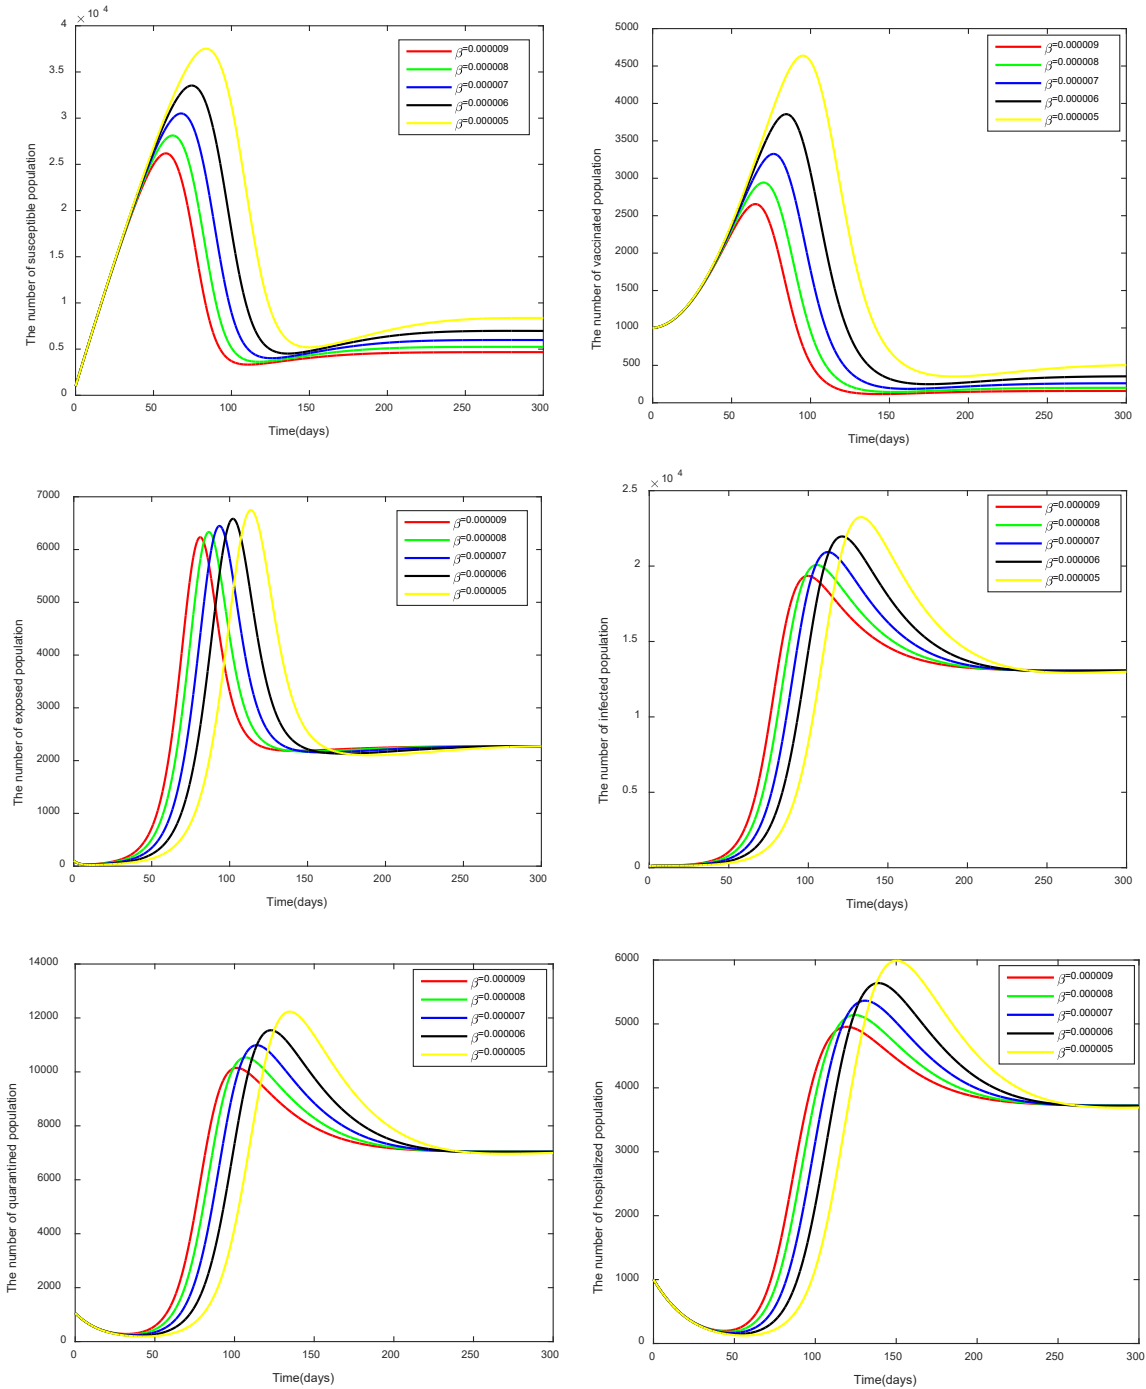 × 10 4
4
3.5
3
2.5
2
1.5
1
0.5
0
0 50 100 150 200 250 300
Time(days)
The number of susceptible population
β=0.000009
β=0.000008
β=0.000007
β=0.000006
β=0.000005
5000
4500
4000
3500
3000
2500
2000
1500
1000
500
0
0 50 100 150 200 250 300
Time(days)
The number of vaccinated population
β=0.000009
β=0.000008
β=0.000007
β=0.000006
β=0.000005
7000
6000
5000
4000
3000
2000
1000
0
0 50 100 150 200 250 300
Time(days)
The number of exposed population
β=0.000009
β=0.000008
β=0.000007
β=0.000006
β=0.000005
× 10 4
2.5
2
1.5
1
0.5
0
0 50 100 150 200 250 300
Time(days)
The number of infected population
β=0.000009
β=0.000008
β=0.000007
β=0.000006
β=0.000005
14000
12000
10000
8000
6000
4000
2000
0
0 50 100 150 200 250 300
Time(days)
The number of quarantined population
β=0.000009
β=0.000008
β=0.000007
β=0.000006
β=0.000005
6000
5000
4000
3000
2000
1000
0
0 50 100 150 200 250 300
Time(days)
The number of hospitalized population
β=0.000009
β=0.000008
β=0.000007
β=0.000006
β=0.000005